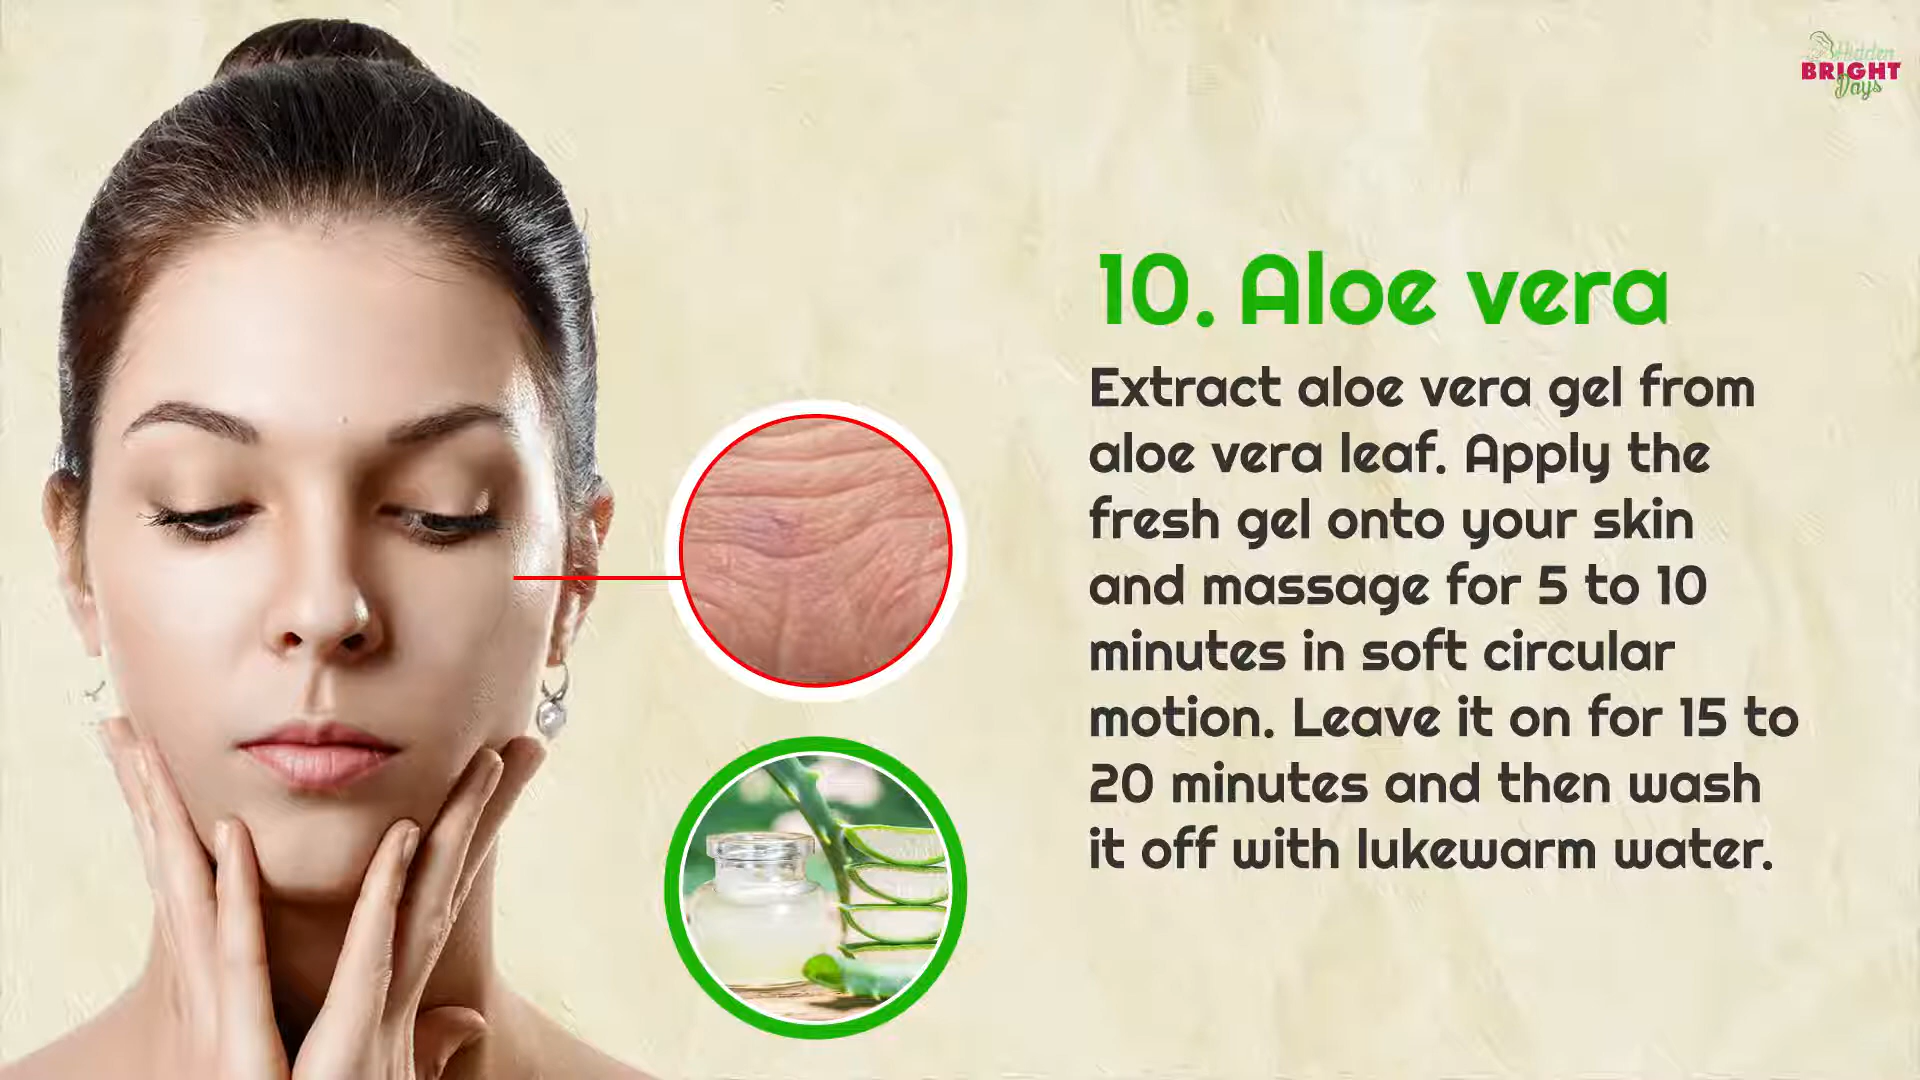 Hidden
BRIGHT
Days
10. Aloe vera
Extract aloe vera gel from
aloe vera leaf. Apply the
fresh gel onto your skin
and massage for 5 to 10
minutes in soft circular
motion. Leave it on for 15 to
20 minutes and then wash
it off with lukewarm water.